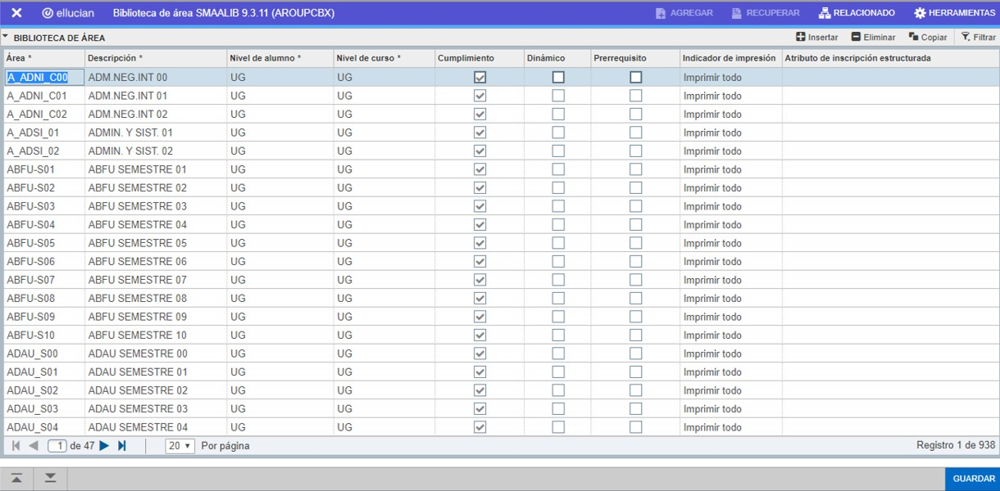 ✕ ellucian Biblioteca de área SMAALIB 9.3.11 (AROUPCBX) AGREGAR RECUPERAR RELACIONADO HERRAMIENTAS
BIBLIOTECA DE ÁREA Insertar Eliminar Copiar Filtrar
Área * Descripción * Nivel de alumno * Nivel de curso * Cumplimiento Dinámico Prerrequisito Indicador de impresión Atributo de inscripción estructurada
A_ADNI_C00 ADM.NEG.INT 00 UG UG Imprimir todo
A_ADNI_C01 ADM.NEG.INT 01 UG UG Imprimir todo
A_ADNI_C02 ADM.NEG.INT 02 UG UG Imprimir todo
A_ADSI_01 ADMIN. Y SIST. 01 UG UG Imprimir todo
A_ADSI_02 ADMIN. Y SIST. 02 UG UG Imprimir todo
ABFU-S01 ABFU SEMESTRE 01 UG UG Imprimir todo
ABFU-S02 ABFU SEMESTRE 02 UG UG Imprimir todo
ABFU-S03 ABFU SEMESTRE 03 UG UG Imprimir todo
ABFU-S04 ABFU SEMESTRE 04 UG UG Imprimir todo
ABFU-S05 ABFU SEMESTRE 05 UG UG Imprimir todo
ABFU-S06 ABFU SEMESTRE 06 UG UG Imprimir todo
ABFU-S07 ABFU SEMESTRE 07 UG UG Imprimir todo
ABFU-S08 ABFU SEMESTRE 08 UG UG Imprimir todo
ABFU-S09 ABFU SEMESTRE 09 UG UG Imprimir todo
ABFU-S10 ABFU SEMESTRE 10 UG UG Imprimir todo
ADAU_S00 ADAU SEMESTRE 00 UG UG Imprimir todo
ADAU_S01 ADAU SEMESTRE 01 UG UG Imprimir todo
ADAU_S02 ADAU SEMESTRE 02 UG UG Imprimir todo
ADAU_S03 ADAU SEMESTRE 03 UG UG Imprimir todo
ADAU_S04 ADAU SEMESTRE 04 UG UG Imprimir todo
1 de 47 20 Por página Registro 1 de 938
GUARDAR